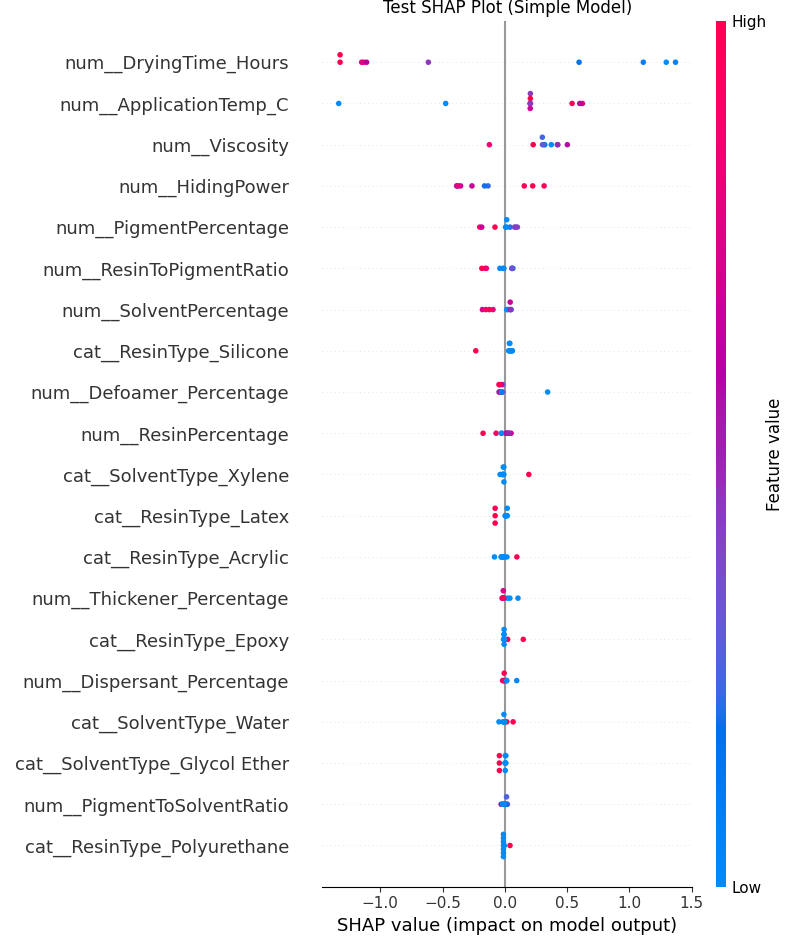 Test SHAP Plot (Simple Model)
High
num__DryingTime_Hours
num__ApplicationTemp_C
num__Viscosity
num__HidingPower
num__PigmentPercentage
num__ResinToPigmentRatio
num__SolventPercentage
cat__ResinType_Silicone
num__Defoamer_Percentage
num__ResinPercentage
cat__SolventType_Xylene
cat__ResinType_Latex
cat__ResinType_Acrylic
num__Thickener_Percentage
cat__ResinType_Epoxy
num__Dispersant_Percentage
cat__SolventType_Water
cat__SolventType_Glycol Ether
num__PigmentToSolventRatio
cat__ResinType_Polyurethane
Feature value
Low
−1.0 −0.5 0.0 0.5 1.0 1.5
SHAP value (impact on model output)